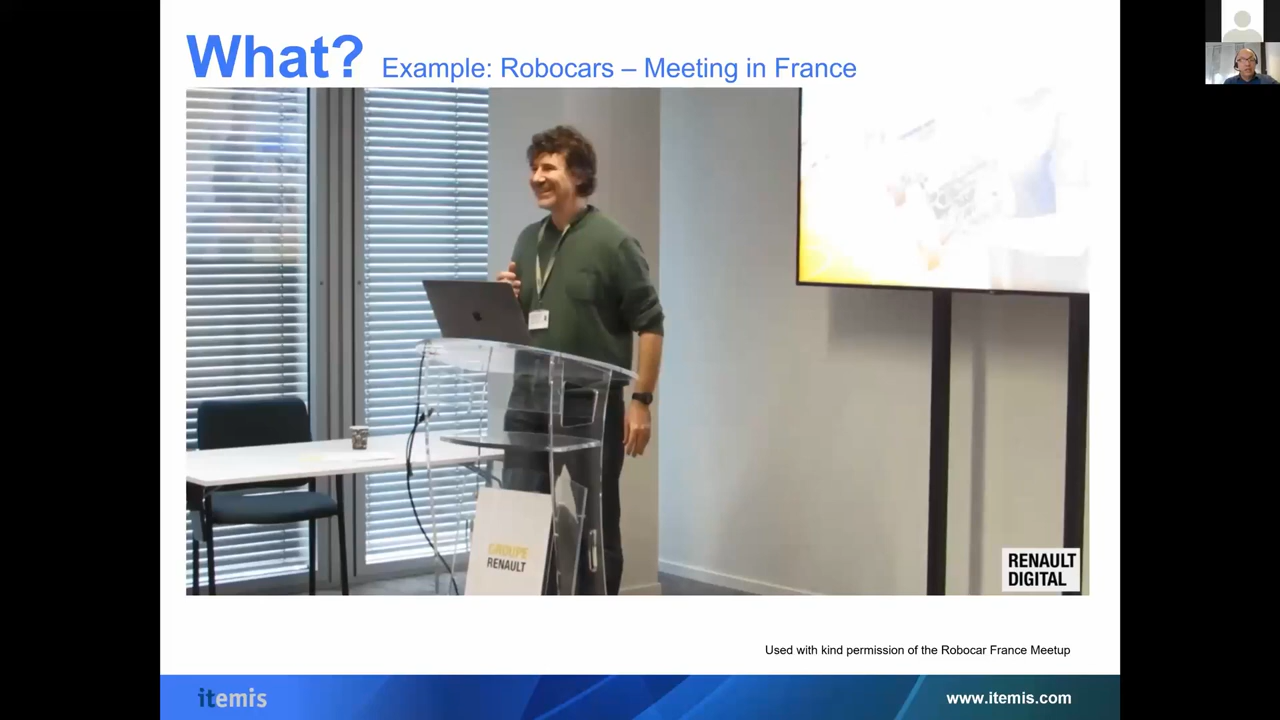 What? Example: Robocars – Meeting in France
GROUPE
RENAULT
RENAULT
DIGITAL
Used with kind permission of the Robocar France Meetup
itemis
www.itemis.com